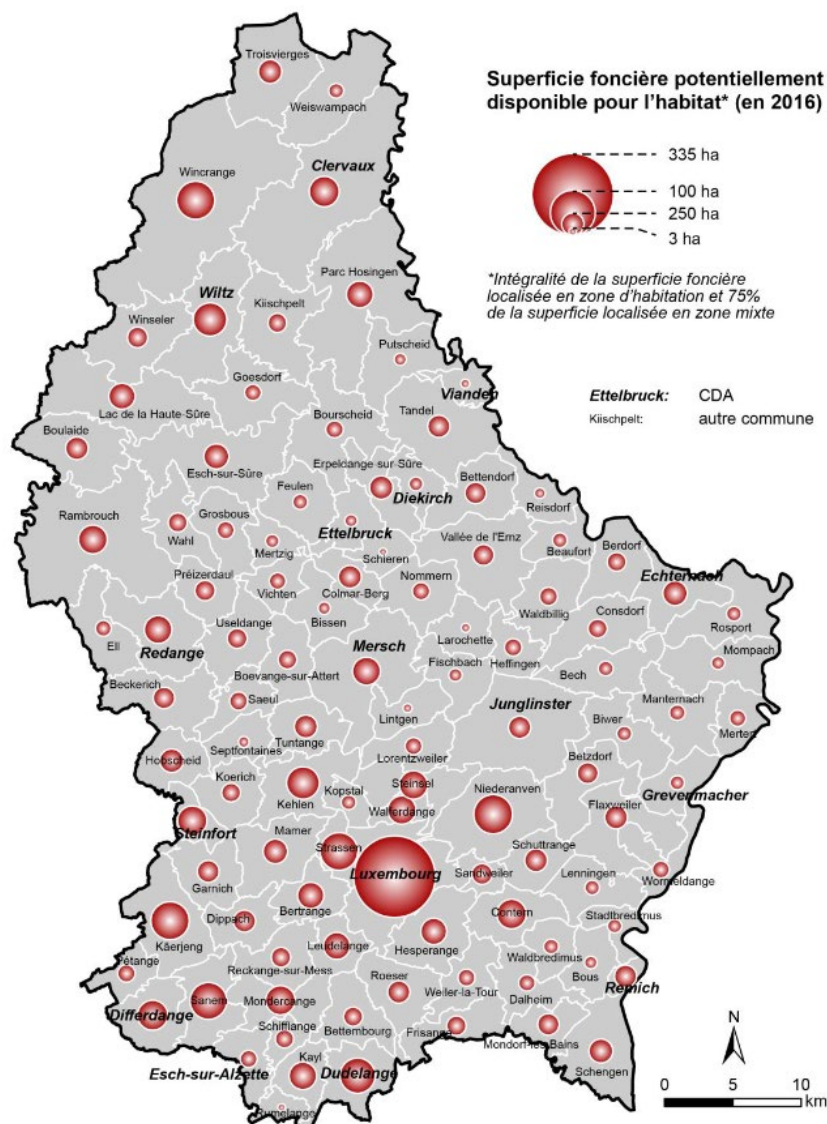 Troisvierges
Weiswampach
Superficie foncière potentiellement
disponible pour l'habitat* (en 2016)
335 ha
100 ha
250 ha
3 ha
*Intégralité de la superficie foncière
localisée en zone d'habitation et 75%
de la superficie localisée en zone mixte
Ettelbruck: CDA
Kiischpelt: autre commune
Clervaux
Wincrange
Parc Hosingen
Wiltz
Kiischpelt
Winseler
Putscheid
Goesdorf
Vianden
Lac de la Haute-Sûre
Bourscheid
Tandel
Boulaide
Esch-sur-Sûre
Erpeldange-sur-Sûre
Feulen
Bettendorf
Diekirch
Reisdorf
Rambrouch
Grosbous
Wahl
Ettelbruck
Mertzig
Schieren
Vallée de l'Ernz
Beaufort
Berdorf
Préizerdaul
Vichten
Colmar-Berg
Nommern
Echternach
Waldbillig
Consdorf
Rosport
Bissen
Useldange
Ell
Redange
Mersch
Larochette
Fischbach
Heffingen
Mompach
Bech
Boevange-sur-Attert
Beckerich
Saeul
Lintgen
Junglinster
Manternach
Biwer
Mertert
Tuntange
Septfontaines
Hobscheid
Lorentzweiler
Betzdorf
Koerich
Kehlen
Kopstal
Steinsel
Niederanven
Grevenmacher
Walferdange
Flaxweiler
Steinfort
Mamer
Strassen
Schuttrange
Luxembourg
Sandweiler
Lenningen
Wormeldange
Garnich
Bertrange
Dippach
Contern
Stadtbredimus
Käerjeng
Leudelange
Hesperange
Waldbredimus
Pétange
Reckange-sur-Mess
Roeser
Weiler-la-Tour
Bous
Dalheim
Remich
Sanem
Mondercange
Differdange
Schifflange
Bettembourg
Frisange
Mondorf-les-Bains
Schengen
Kayl
Esch-sur-Alzette
Dudelange
Rumelange
N
0 5 10
km